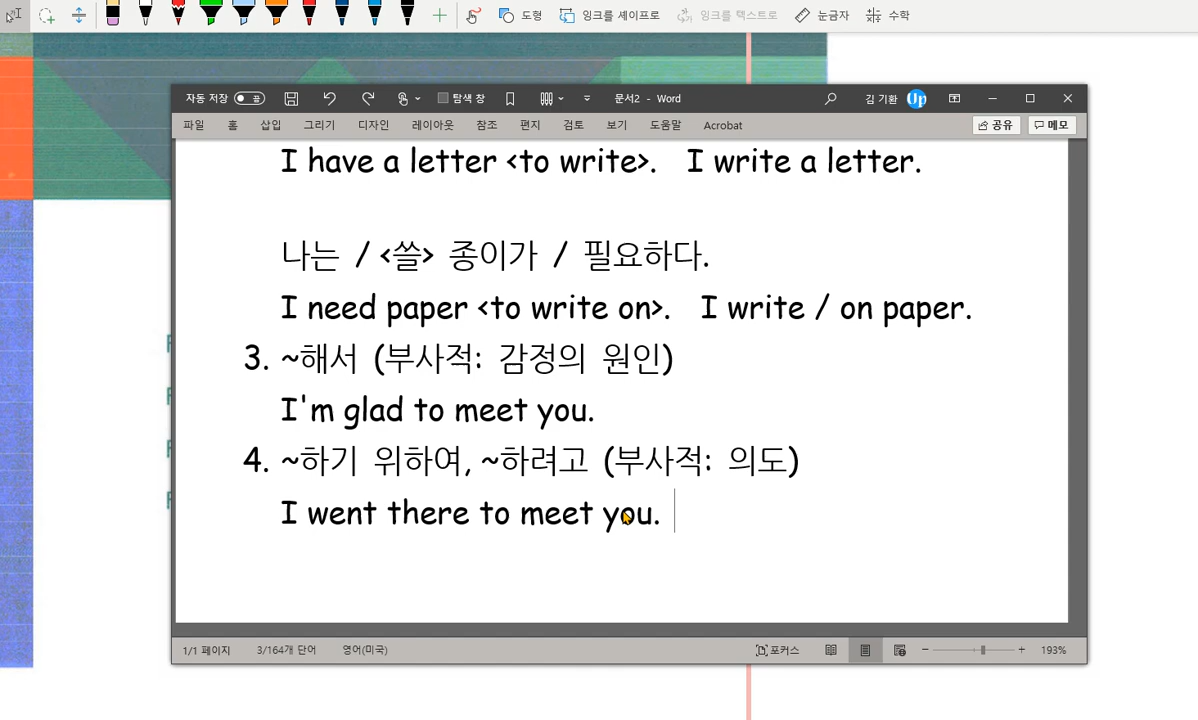 도형 잉크를 셰이프로 잉크를 텍스트로 눈금자 수학
자동 저장 끔 탐색 창 문서2 - Word 김 기환 Up
파일 홈 삽입 그리기 디자인 레이아웃 참조 편지 검토 보기 도움말 Acrobat 공유 메모
I have a letter <to write>. I write a letter.
나는 / <쓸> 종이가 / 필요하다.
I need paper <to write on>. I write / on paper.
3. ~해서 (부사적: 감정의 원인)
I'm glad to meet you.
4. ~하기 위하여, ~하려고 (부사적: 의도)
I went there to meet you.
1/1 페이지 3/164개 단어 영어(미국) 포커스 193%